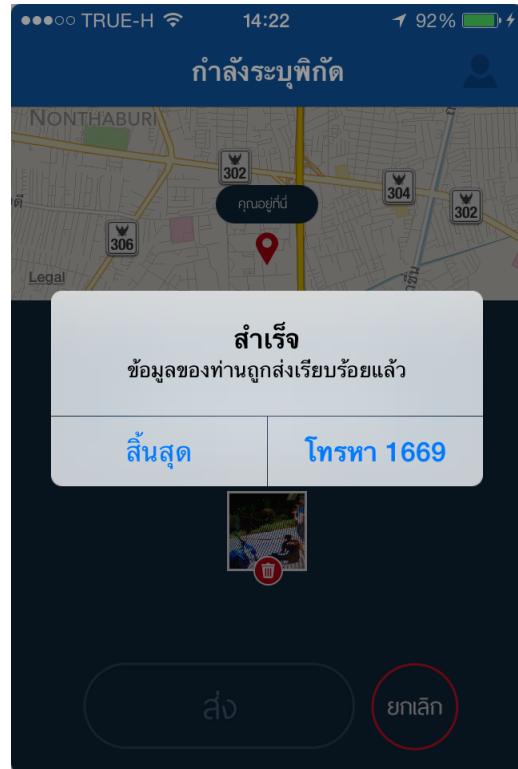 TRUE-H 14:22 92%
กำลังระบุพิกัด
NONTHABURI
302
304
302
คุณอยู่ที่นี่
306
Legal
สำเร็จ
ข้อมูลของท่านถูกส่งเรียบร้อยแล้ว
สิ้นสุด โทรหา 1669
ส่ง ยกเลิก